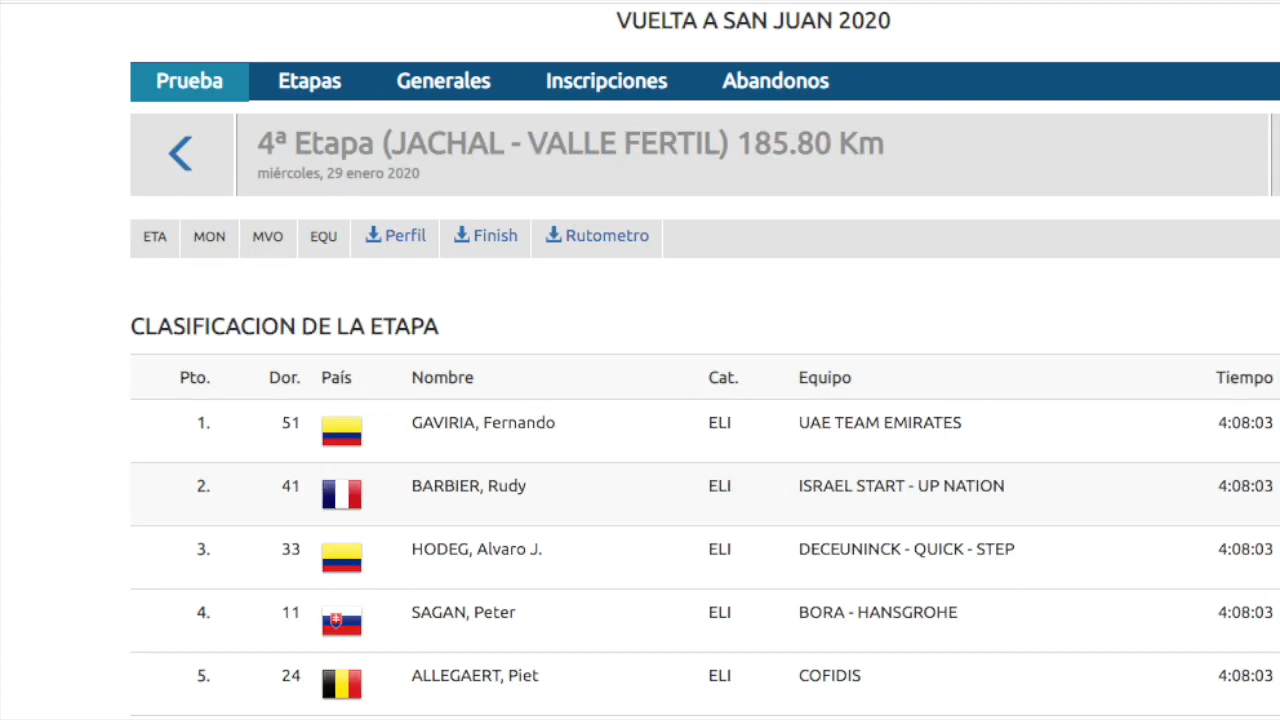 VUELTA A SAN JUAN 2020
Prueba Etapas Generales Inscripciones Abandonos
4ª Etapa (JACHAL - VALLE FERTIL) 185.80 Km
miércoles, 29 enero 2020
ETA MON MVO EQU Perfil Finish Rutometro
CLASIFICACION DE LA ETAPA
Pto. Dor. País Nombre Cat. Equipo Tiempo
1. 51 GAVIRIA, Fernando ELI UAE TEAM EMIRATES 4:08:03
2. 41 BARBIER, Rudy ELI ISRAEL START - UP NATION 4:08:03
3. 33 HODEG, Alvaro J. ELI DECEUNINCK - QUICK - STEP 4:08:03
4. 11 SAGAN, Peter ELI BORA - HANSGROHE 4:08:03
5. 24 ALLEGAERT, Piet ELI COFIDIS 4:08:03